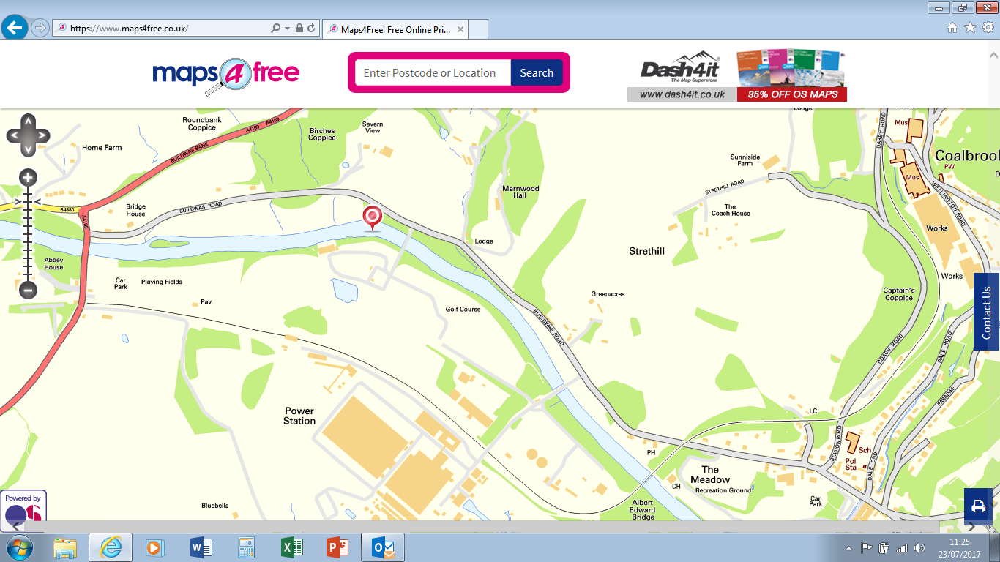 https://www.maps4free.co.uk/
Maps4Free! Free Online Pri...
maps4free
Enter Postcode or Location
Search
Dash4it
The Map Superstore
www.dash4it.co.uk
35% OFF OS MAPS
Roundbank
Coppice
A4169
A4169
Birches
Coppice
Severn
View
Lodge
DARBY ROAD
Mus
Home Farm
BUILDWAS BANK
Sunniside
Farm
Coalbrook
PW
Mus
STRETHILL ROAD
WELLINGTON ROAD
Marnwood
Hall
B4380
A4169
Bridge
House
BUILDWAS ROAD
The
Coach House
Works
Lodge
Strethill
Abbey
House
Car
Park
Playing Fields
Works
Captain's
Coppice
Contact Us
Pav
Greenacres
Golf Course
BUILDWAS ROAD
COACH ROAD
DALE ROAD
PARADISE
Power
Station
LC
STATION ROAD
PH
Sch
Pol
Sta
DALE END
The
Meadow
Recreation Ground
CH
Powered by
Bluebells
Albert
Edward
Bridge
Car
Park
11:25
23/07/2017